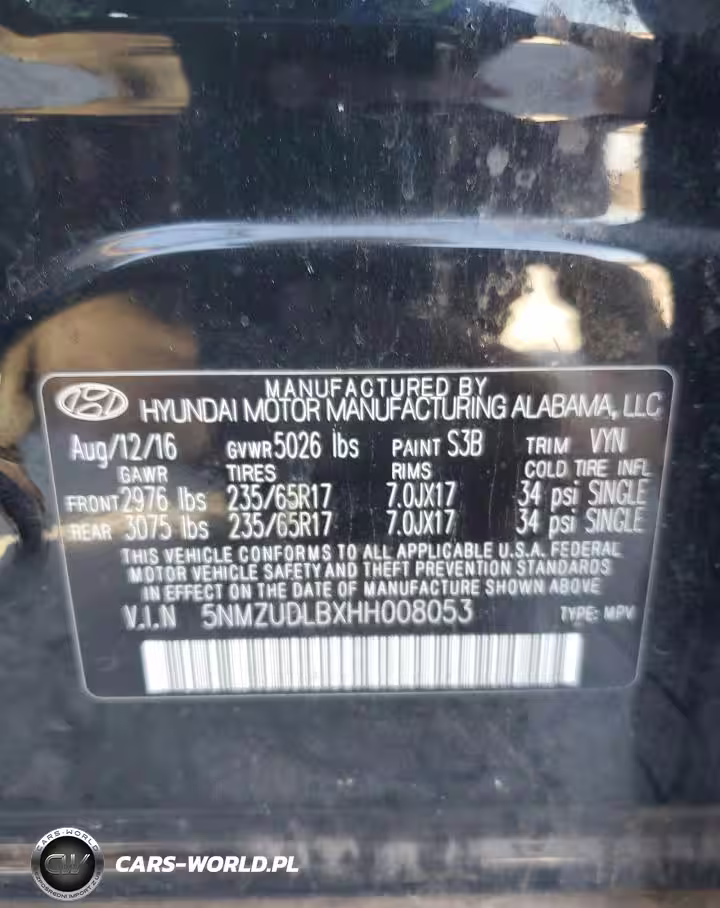 MANUFACTURED BY
HYUNDAI MOTOR MANUFACTURING ALABAMA, LLC
Aug/12/16 GVWR 5026 lbs PAINT S3B TRIM VYN
GAWR TIRES RIMS COLD TIRE INFL
FRONT 2976 lbs 235/65R17 7.0JX17 34 psi SINGLE
REAR 3075 lbs 235/65R17 7.0JX17 34 psi SINGLE
THIS VEHICLE CONFORMS TO ALL APPLICABLE U.S.A. FEDERAL
MOTOR VEHICLE SAFETY AND THEFT PREVENTION STANDARDS
IN EFFECT ON THE DATE OF MANUFACTURE SHOWN ABOVE
V.I.N 5NMZUDLBXHH008053 TYPE: MPV
CARS-WORLD
CW
CARS-WORLD.PL